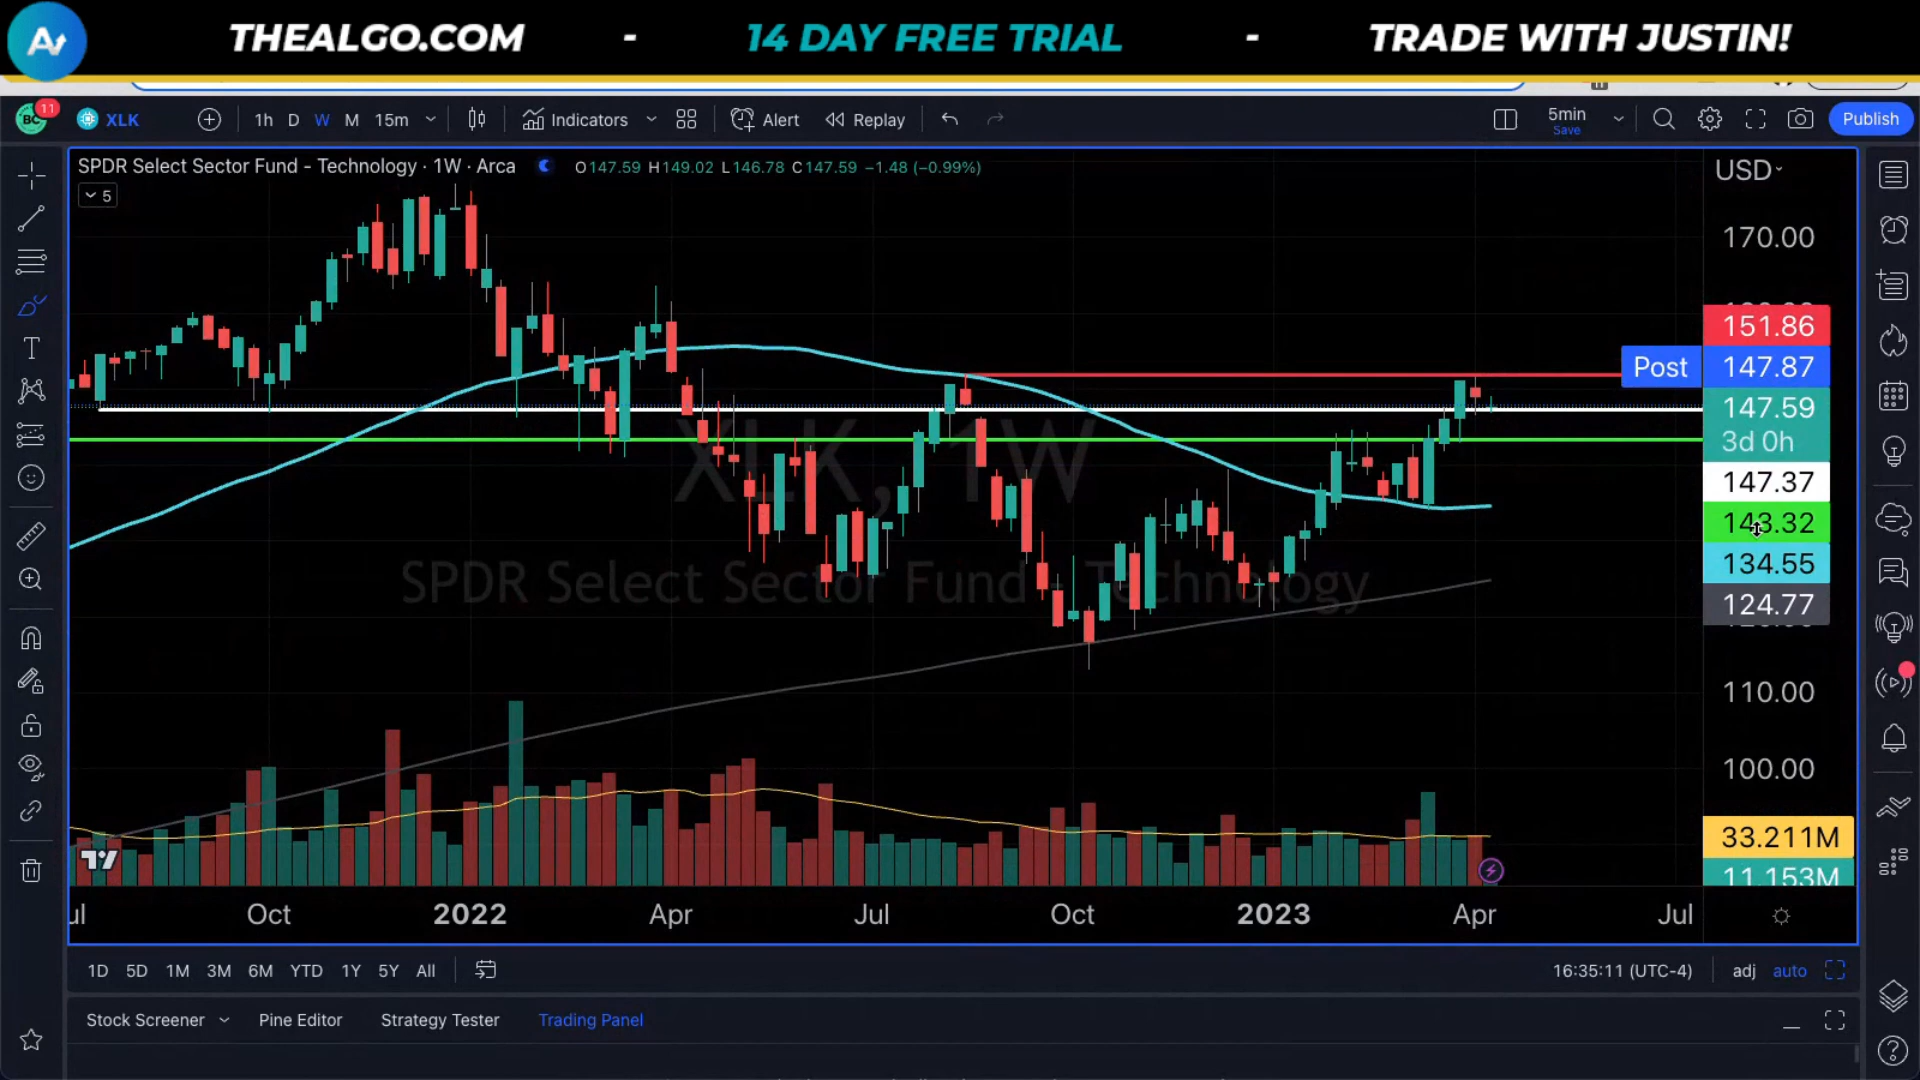 THEALGO.COM - 14 DAY FREE TRIAL - TRADE WITH JUSTIN!
11
XLK 1h D W M 15m Indicators Alert Replay 5min Save Publish
SPDR Select Sector Fund - Technology · 1W · Arca O147.59 H149.02 L146.78 C147.59 −1.48 (−0.99%)
5
USD
170.00
151.86
Post 147.87
147.59
3d 0h
147.37
143.32
134.55
124.77
110.00
100.00
33.211M
11.153M
XLK, 1W
SPDR Select Sector Fund - Technology
Oct 2022 Apr Jul Oct 2023 Apr Jul
1D 5D 1M 3M 6M YTD 1Y 5Y All 16:35:11 (UTC-4) adj auto
Stock Screener Pine Editor Strategy Tester Trading Panel